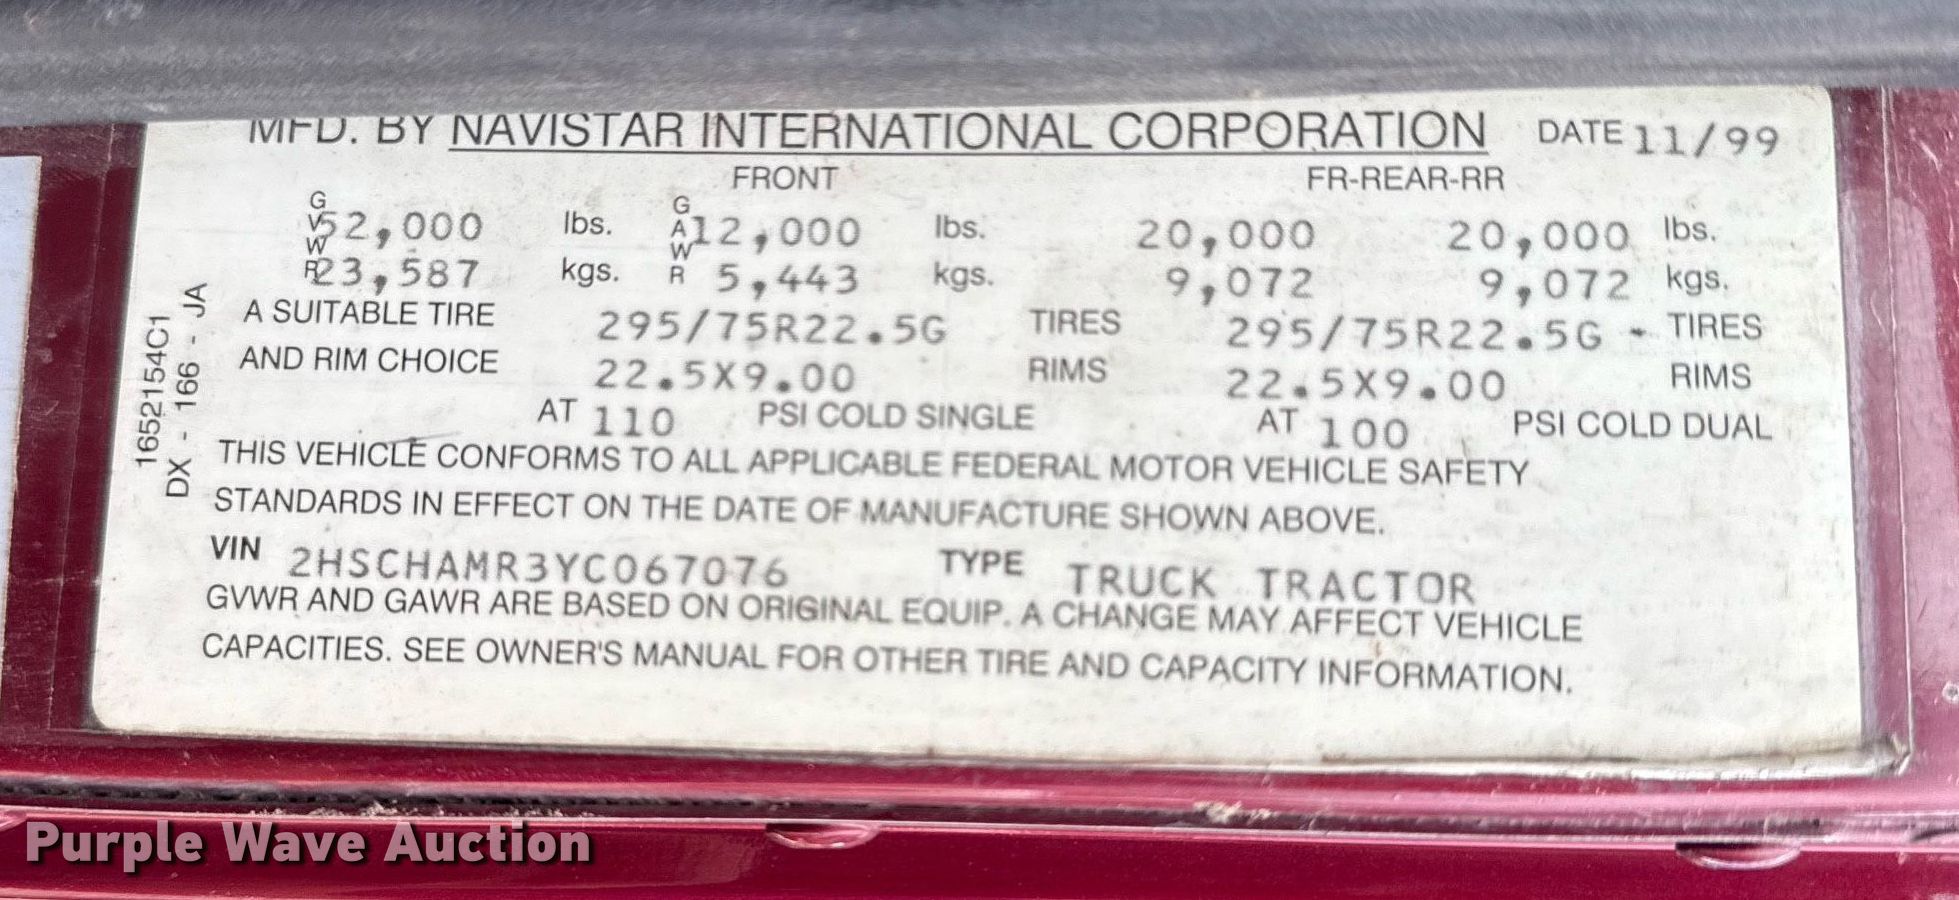 MFD. BY NAVISTAR INTERNATIONAL CORPORATION DATE 11/99
FRONT FR-REAR-RR
GVWR 52,000 lbs. GAWR 12,000 lbs. 20,000 20,000 lbs.
23,587 kgs. 5,443 kgs. 9,072 9,072 kgs.
A SUITABLE TIRE 295/75R22.5G TIRES 295/75R22.5G - TIRES
AND RIM CHOICE 22.5X9.00 RIMS 22.5X9.00 RIMS
AT 110 PSI COLD SINGLE AT 100 PSI COLD DUAL
THIS VEHICLE CONFORMS TO ALL APPLICABLE FEDERAL MOTOR VEHICLE SAFETY
STANDARDS IN EFFECT ON THE DATE OF MANUFACTURE SHOWN ABOVE.
VIN 2HSCHAMR3YC067076 TYPE TRUCK TRACTOR
GVWR AND GAWR ARE BASED ON ORIGINAL EQUIP. A CHANGE MAY AFFECT VEHICLE
CAPACITIES. SEE OWNER'S MANUAL FOR OTHER TIRE AND CAPACITY INFORMATION.
1652154C1
DX - 166 - JA
Purple Wave Auction